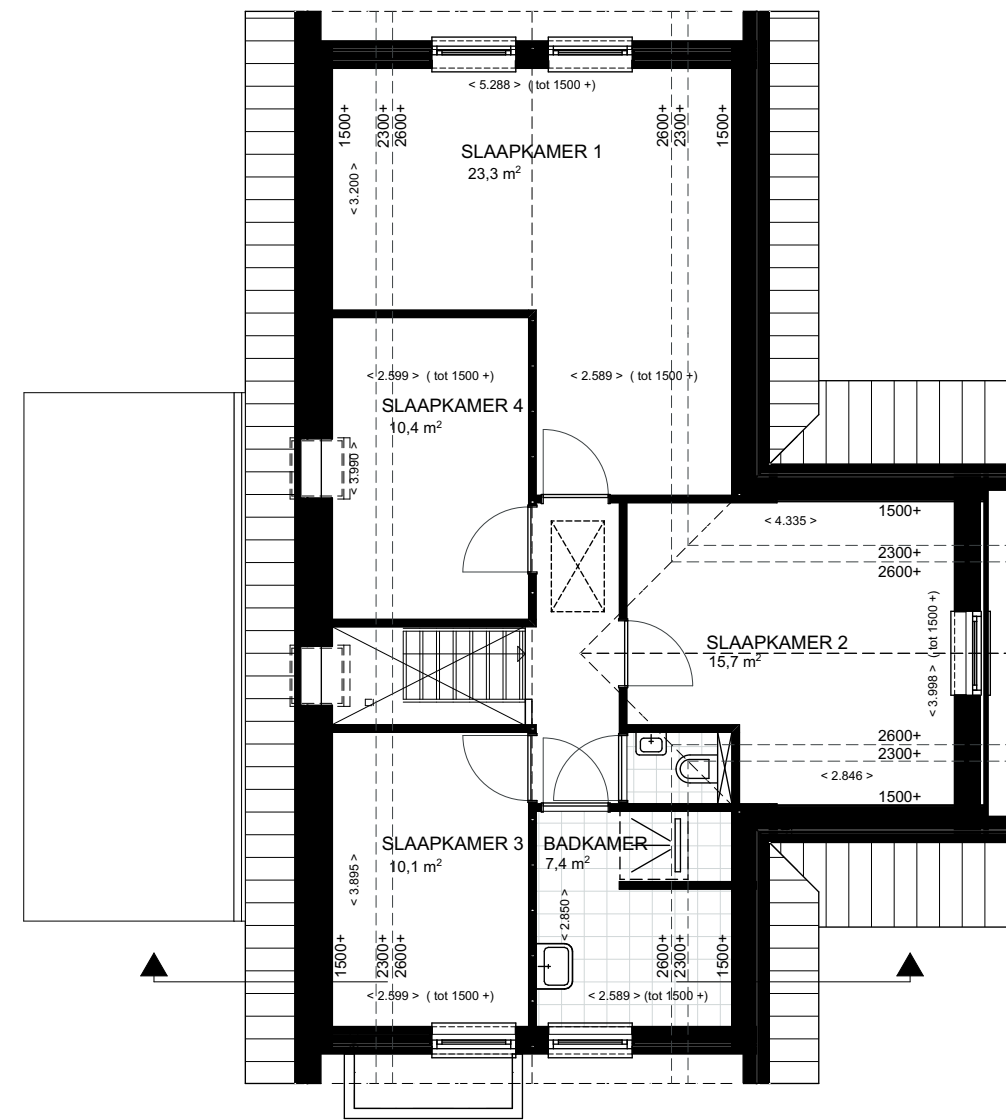 < 5.288 > ( tot 1500 +)
1500+
2300+
2600+
2600+
2300+
1500+
SLAAPKAMER 1
23,3 m²
< 3.200 >
< 2.599 > ( tot 1500 +)
< 2.589 > ( tot 1500 +)
SLAAPKAMER 4
10,4 m²
< 3.990 >
< 4.335 >
1500+
2300+
2600+
SLAAPKAMER 2
15,7 m²
< 3.998 > ( tot 1500 +)
2600+
2300+
< 2.846 >
1500+
SLAAPKAMER 3
10,1 m²
BADKAMER
7,4 m²
< 3.895 >
< 2.850 >
1500+
2300+
2600+
2600+
2300+
1500+
< 2.599 > ( tot 1500 +)
< 2.589 > (tot 1500 +)